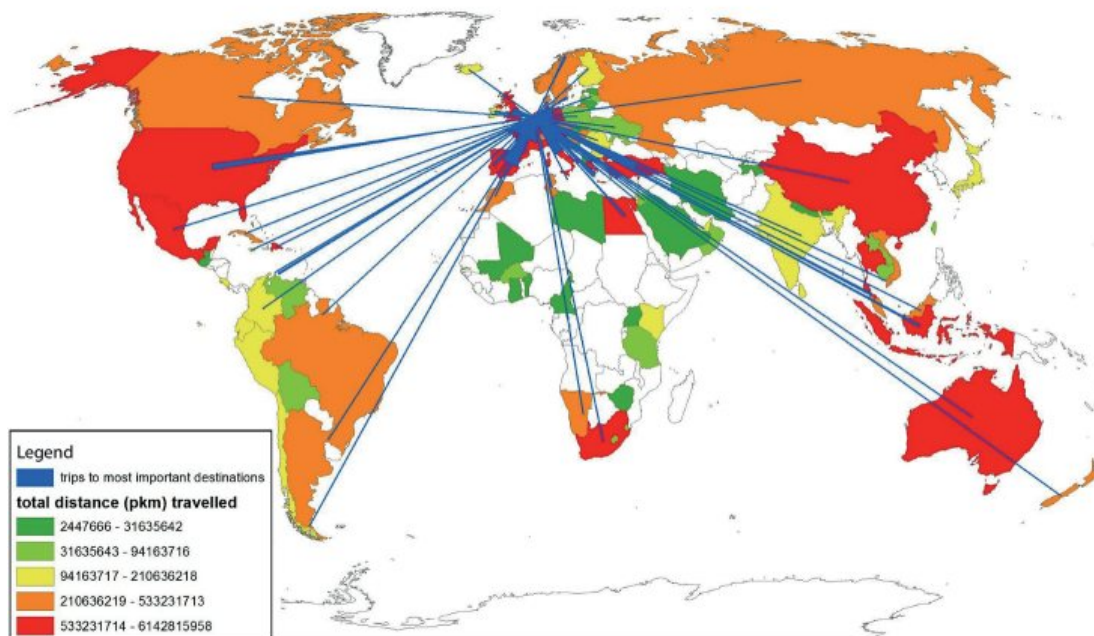 Legend
trips to most important destinations
total distance (pkm) travelled
2447666 - 31635642
31635643 - 94163716
94163717 - 210636218
210636219 - 533231713
533231714 - 6142815958